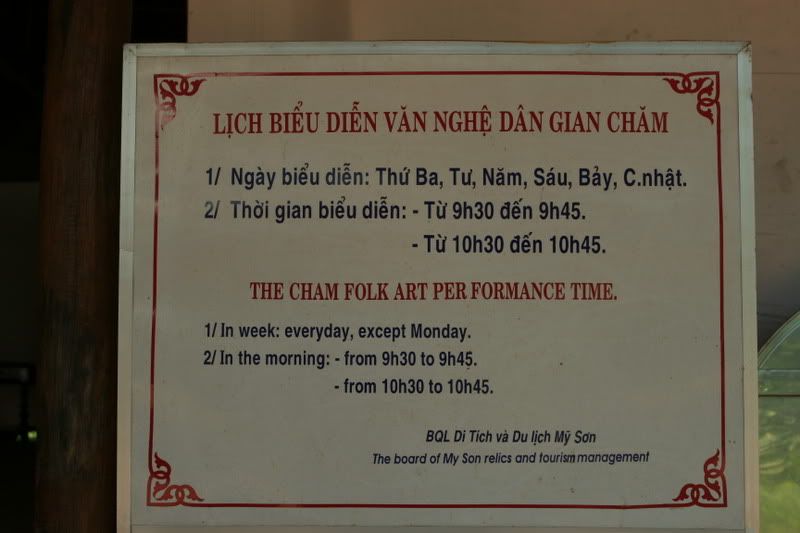 LỊCH BIỂU DIỄN VĂN NGHỆ DÂN GIAN CHĂM
1/ Ngày biểu diễn: Thứ Ba, Tư, Năm, Sáu, Bảy, C.nhật.
2/ Thời gian biểu diễn: - Từ 9h30 đến 9h45.
- Từ 10h30 đến 10h45.
THE CHAM FOLK ART PER FORMANCE TIME.
1/ In week: everyday, except Monday.
2/ In the morning: - from 9h30 to 9h45.
- from 10h30 to 10h45.
BQL Di Tích và Du lịch Mỹ Sơn
The board of My Son relics and tourism management